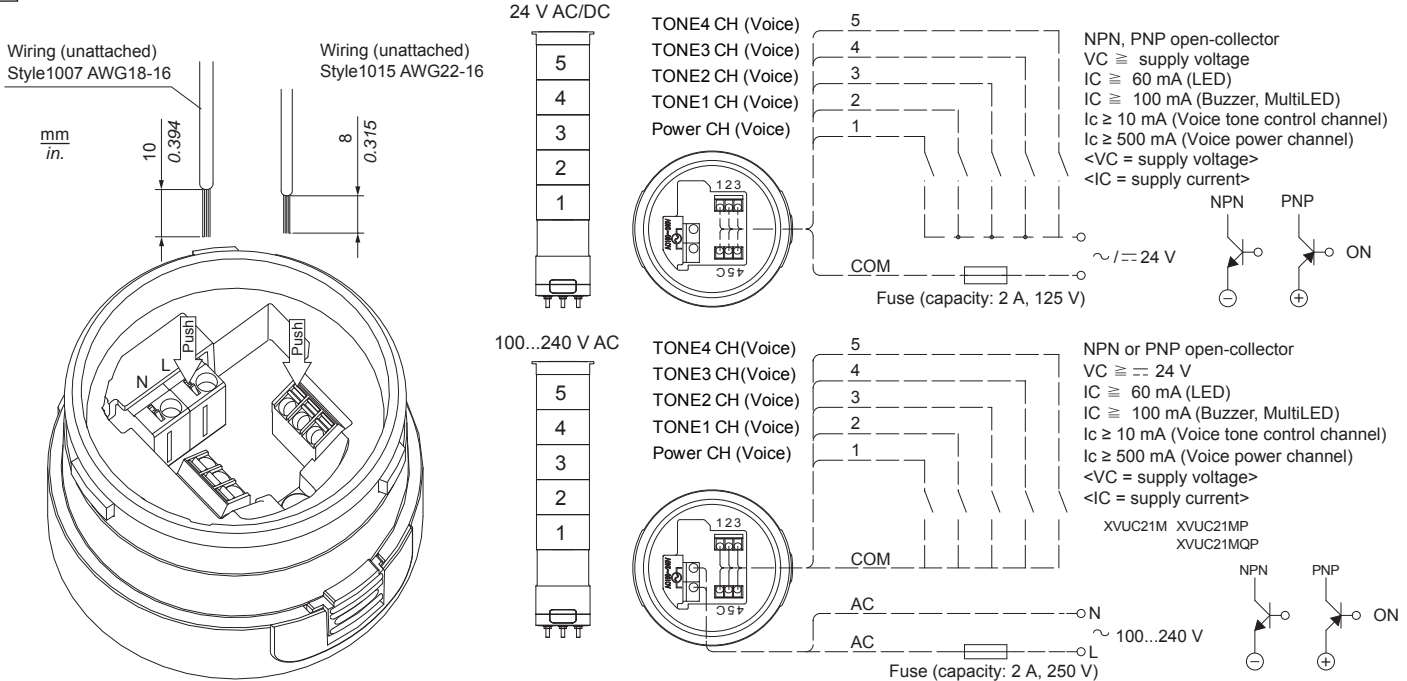 Wiring (unattached)
Style1007 AWG18-16
Wiring (unattached)
Style1015 AWG22-16
mm
in.
10
0.394
8
0.315
Push
Push
L
N
24 V AC/DC
5
4
3
2
1
TONE4 CH (Voice)
TONE3 CH (Voice)
TONE2 CH (Voice)
TONE1 CH (Voice)
Power CH (Voice)
5
4
3
2
1
1 2 3
4 5 C
COM
Fuse (capacity: 2 A, 125 V)
~ / ⎓ 24 V
NPN, PNP open-collector
VC ≧ supply voltage
IC ≧ 60 mA (LED)
IC ≧ 100 mA (Buzzer, MultiLED)
Ic ≥ 10 mA (Voice tone control channel)
Ic ≥ 500 mA (Voice power channel)
<VC = supply voltage>
<IC = supply current>
NPN PNP
ON
100...240 V AC
5
4
3
2
1
TONE4 CH(Voice)
TONE3 CH(Voice)
TONE2 CH (Voice)
TONE1 CH (Voice)
Power CH (Voice)
5
4
3
2
1
1 2 3
4 5 C
COM
AC
N
AC
L
~ 100...240 V
Fuse (capacity: 2 A, 250 V)
NPN or PNP open-collector
VC ≧ ⎓ 24 V
IC ≧ 60 mA (LED)
IC ≧ 100 mA (Buzzer, MultiLED)
Ic ≥ 10 mA (Voice tone control channel)
Ic ≥ 500 mA (Voice power channel)
<VC = supply voltage>
<IC = supply current>
XVUC21M XVUC21MP
XVUC21MQP
NPN PNP
ON